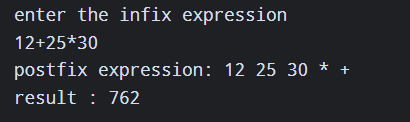 enter the infix expression
12+25*30
postfix expression: 12 25 30 * +
result : 762